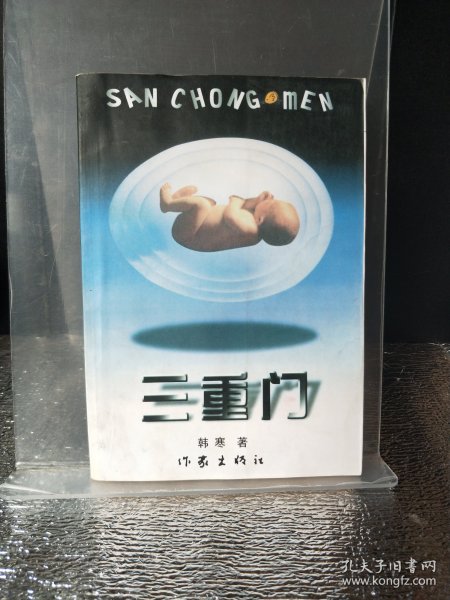 SAN CHONG MEN
三重门
韩寒 著
作家出版社
孔夫子旧书网
www.kongfz.com